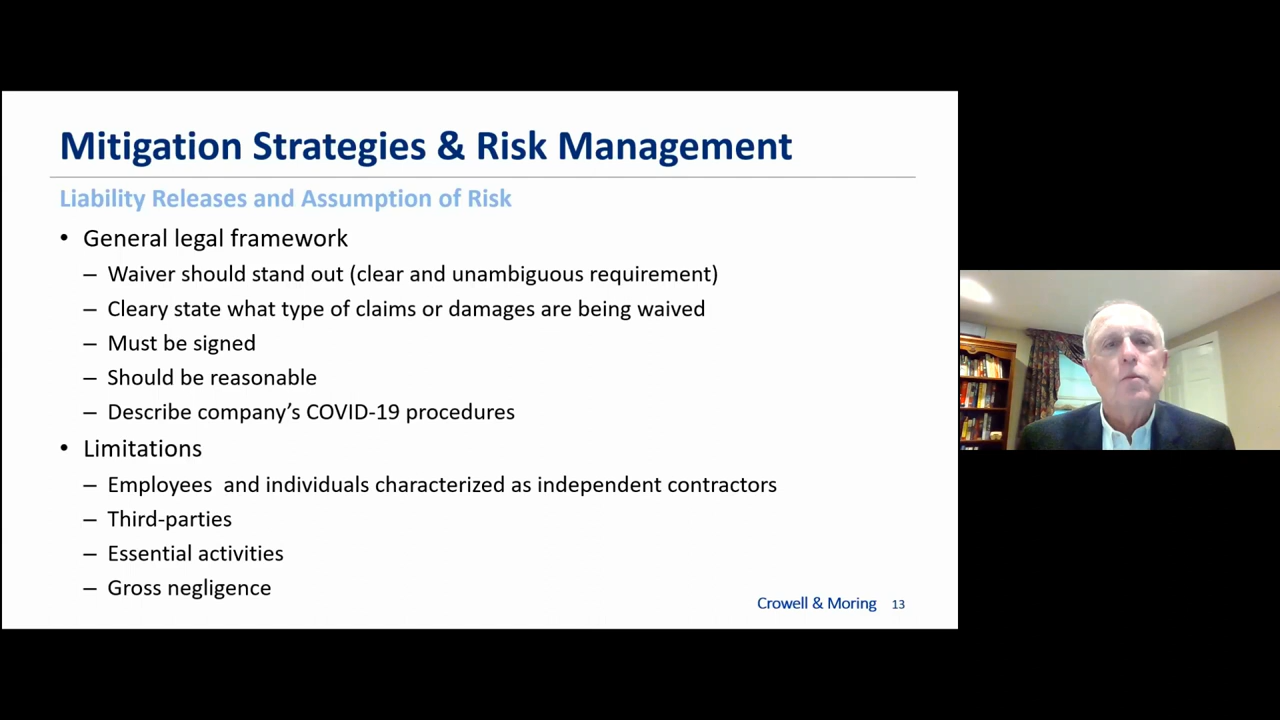 Mitigation Strategies & Risk Management
Liability Releases and Assumption of Risk
• General legal framework
– Waiver should stand out (clear and unambiguous requirement)
– Cleary state what type of claims or damages are being waived
– Must be signed
– Should be reasonable
– Describe company’s COVID-19 procedures
• Limitations
– Employees  and individuals characterized as independent contractors
– Third-parties
– Essential activities
– Gross negligence
Crowell & Moring 13